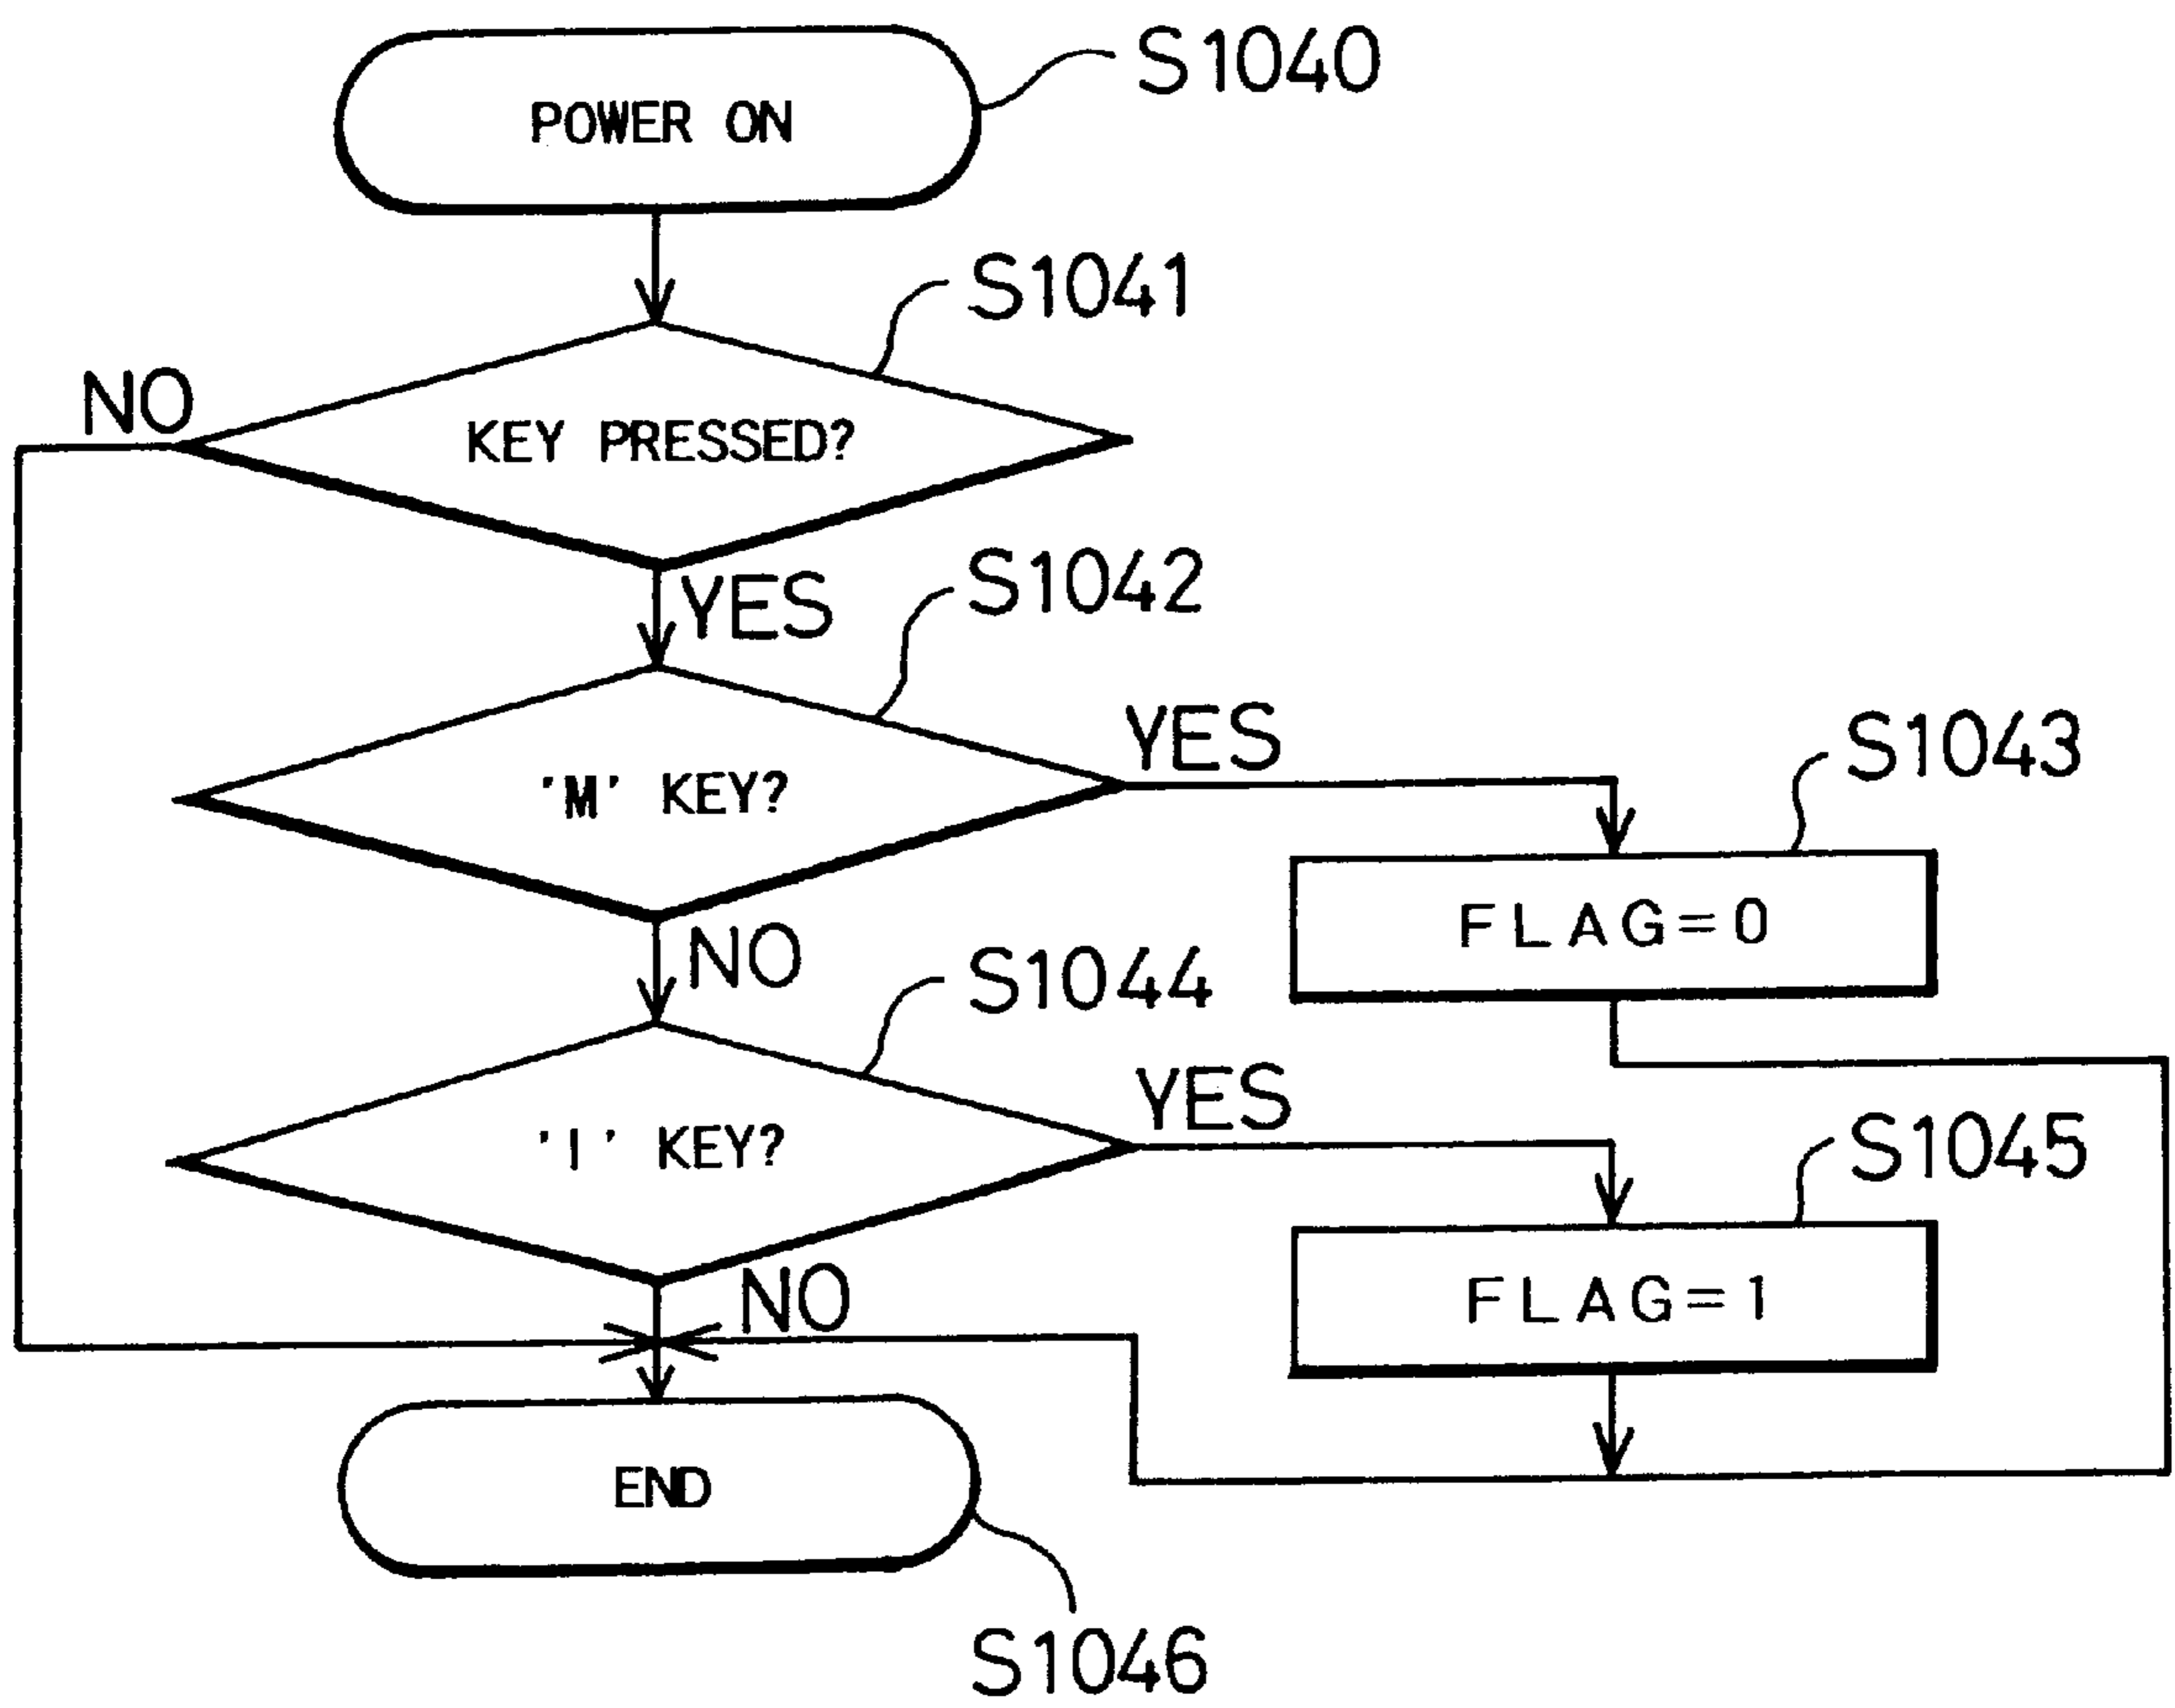 S1040
POWER ON
S1041
NO
KEY PRESSED?
S1042
YES
YES
S1043
'M' KEY?
FLAG=0
NO
S1044
YES
S1045
'I' KEY?
FLAG=1
NO
END
S1046